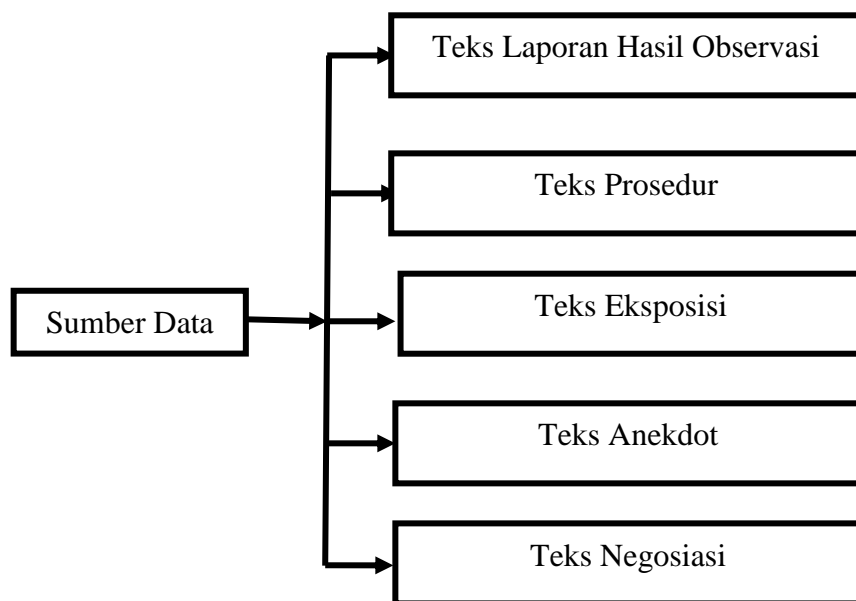 Teks Laporan Hasil Observasi
Teks Prosedur
Teks Eksposisi
Sumber Data
Teks Anekdot
Teks Negosiasi